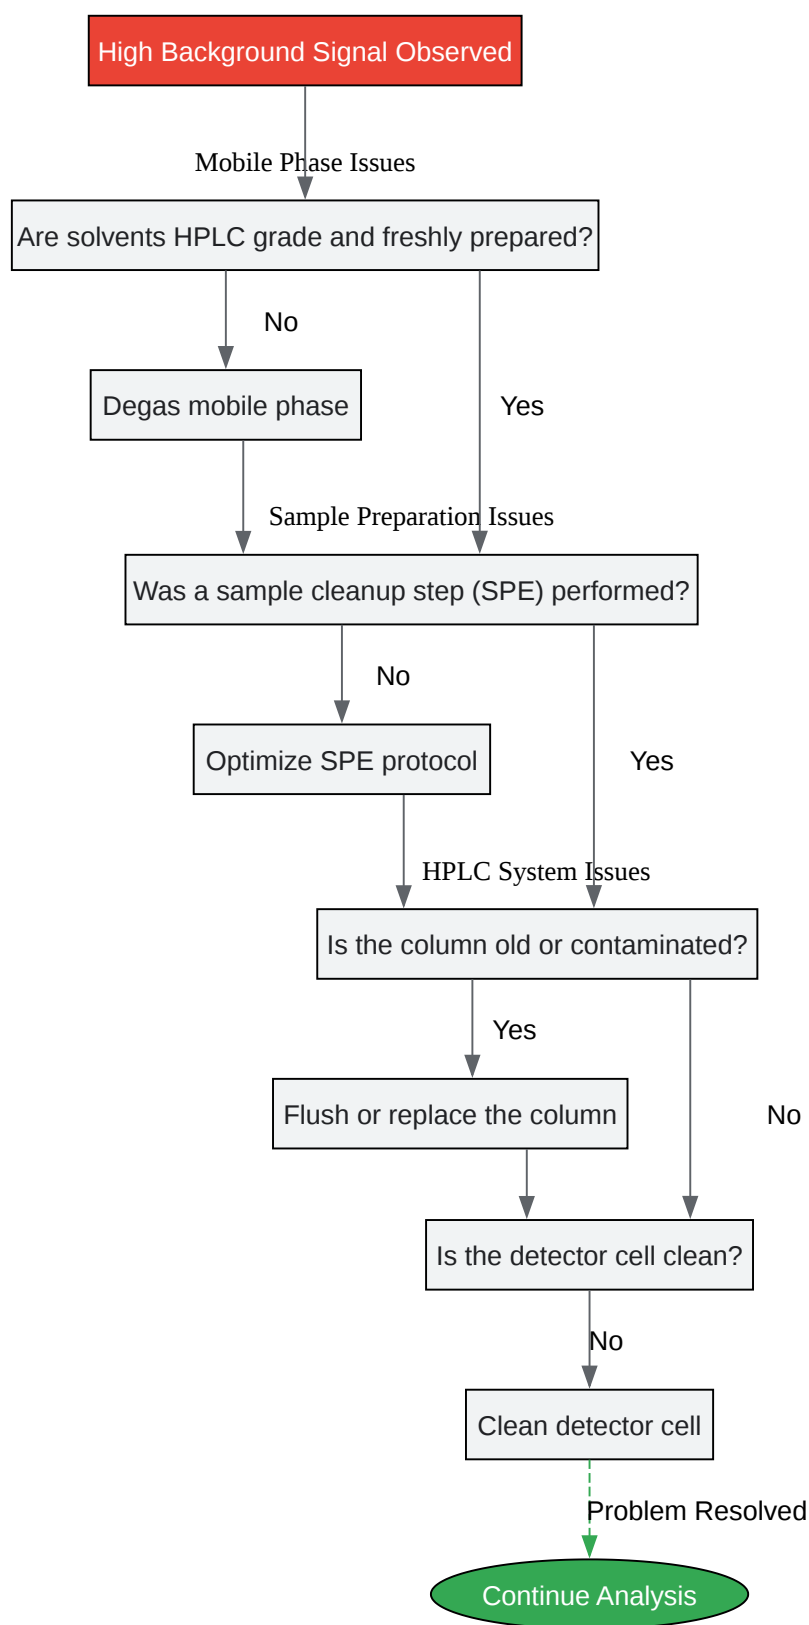 High Background Signal Observed
Mobile Phase Issues
Are solvents HPLC grade and freshly prepared?
No
Degas mobile phase
Yes
Sample Preparation Issues
Was a sample cleanup step (SPE) performed?
No
Optimize SPE protocol
Yes
HPLC System Issues
Is the column old or contaminated?
Yes
Flush or replace the column
No
Is the detector cell clean?
No
Clean detector cell
Problem Resolved
Continue Analysis